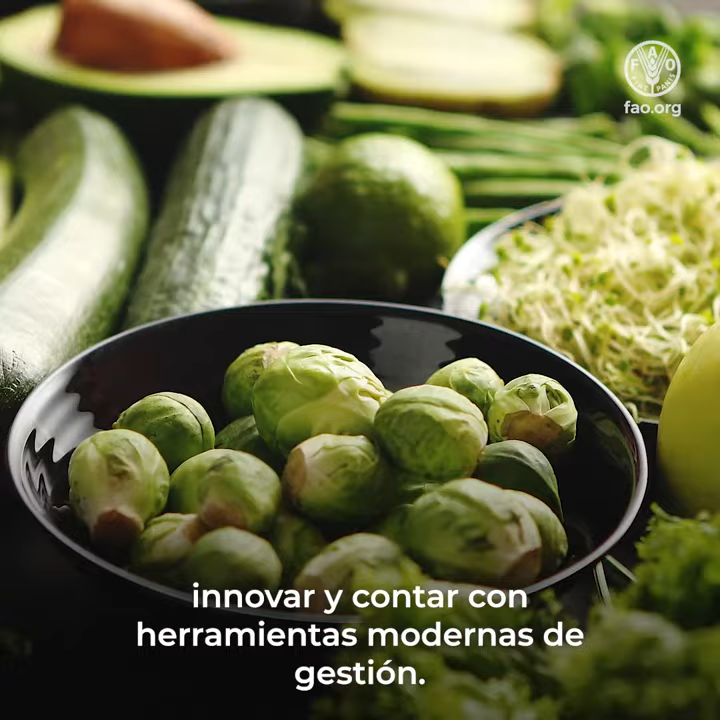 F A O
fao.org
innovar y contar con
herramientas modernas de
gestión.